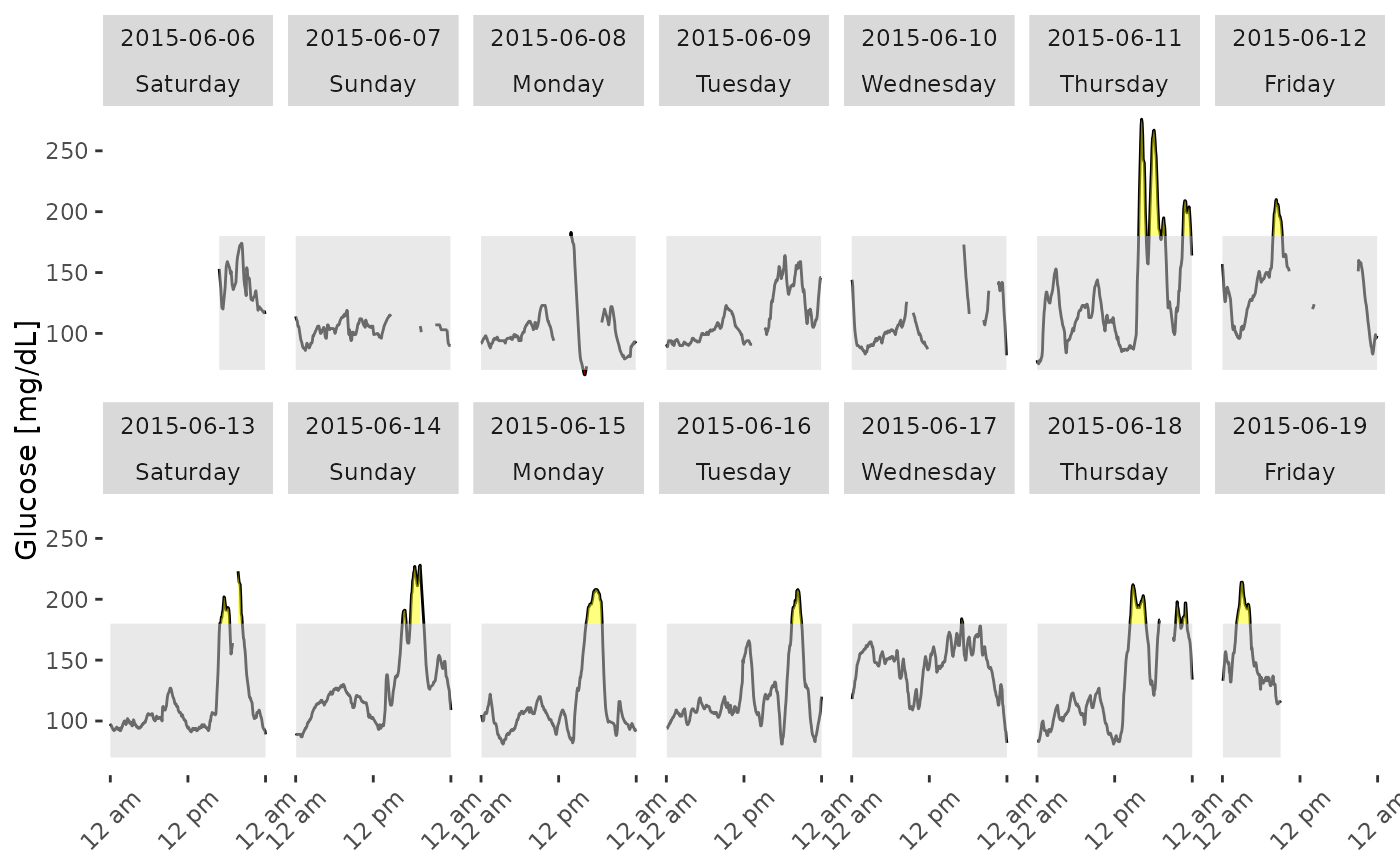 2015-06-06 2015-06-07 2015-06-08 2015-06-09 2015-06-10 2015-06-11 2015-06-12
Saturday Sunday Monday Tuesday Wednesday Thursday Friday
250
200
150
100
Glucose [mg/dL]
2015-06-13 2015-06-14 2015-06-15 2015-06-16 2015-06-17 2015-06-18 2015-06-19
Saturday Sunday Monday Tuesday Wednesday Thursday Friday
250
200
150
100
12 am 12 pm 12 am 12 am 12 pm 12 am 12 am 12 pm 12 am 12 am 12 pm 12 am 12 am 12 pm 12 am 12 am 12 pm 12 am 12 am 12 pm 12 am